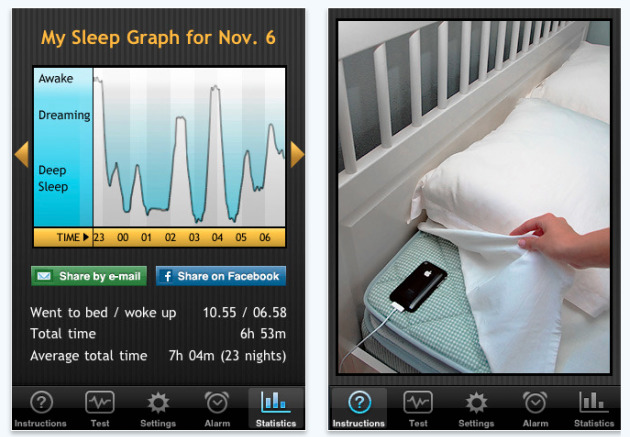 My Sleep Graph for Nov. 6
Awake
Dreaming
Deep
Sleep
TIME 23 00 01 02 03 04 05 06
Share by e-mail
Share on Facebook
Went to bed / woke up 10.55 / 06.58
Total time 6h 53m
Average total time 7h 04m (23 nights)
Instructions Test Settings Alarm Statistics
Instructions Test Settings Alarm Statistics